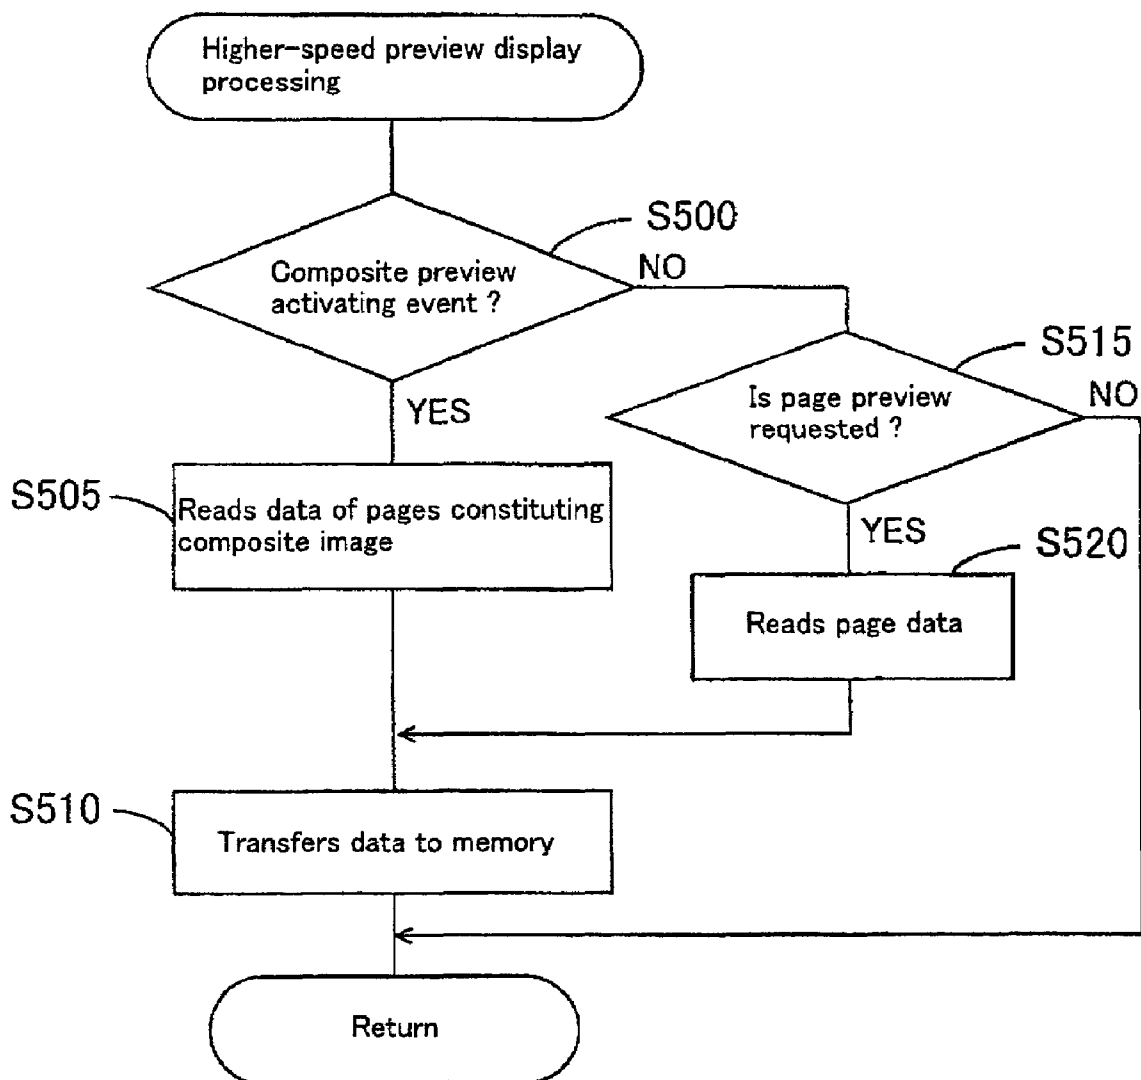 Higher-speed preview display
processing
S500
Composite preview
activating event ?
NO
S515
Is page preview
requested ?
NO
YES
S505
Reads data of pages constituting
composite image
YES
S520
Reads page data
S510
Transfers data to memory
Return